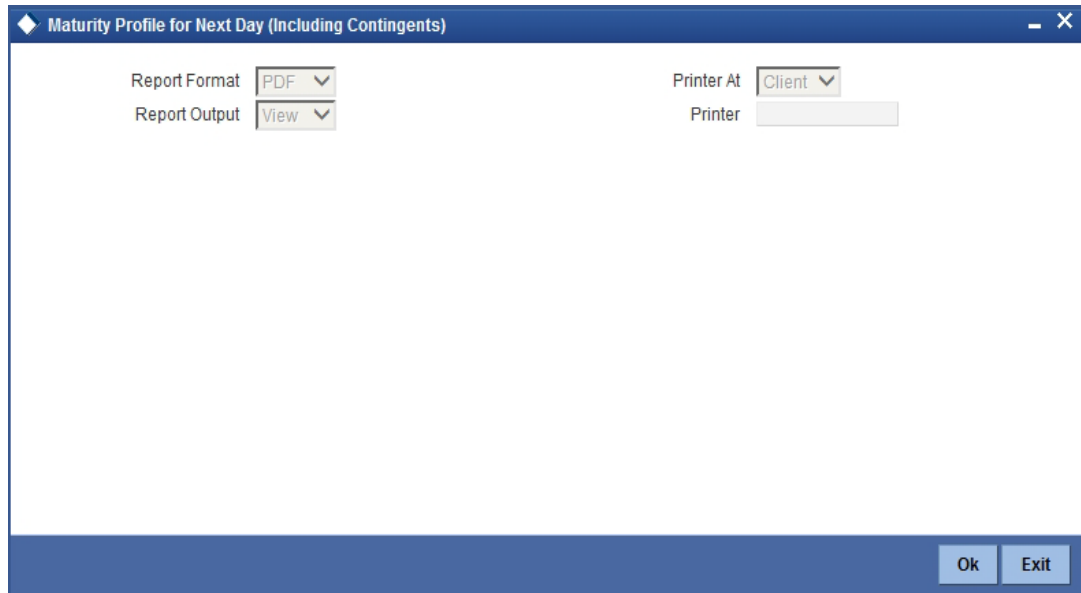 Maturity Profile for Next Day (Including Contingents)
Report Format PDF Printer At Client
Report Output View Printer
Ok Exit